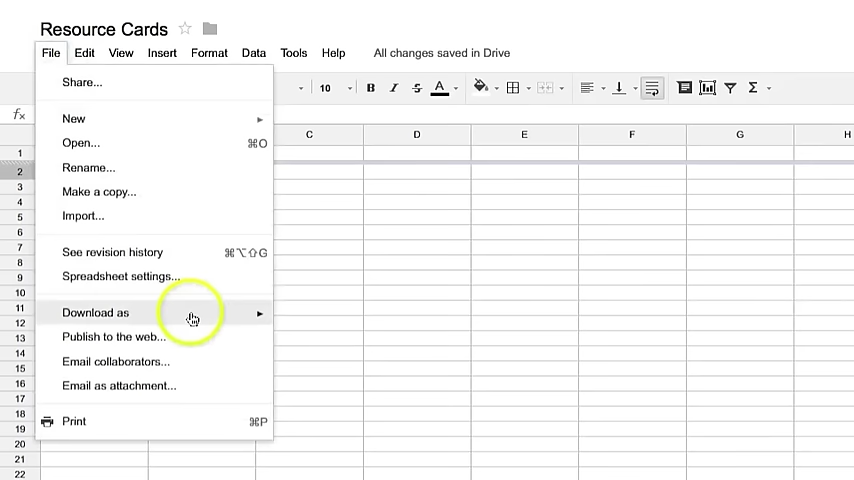 Resource Cards
File Edit View Insert Format Data Tools Help All changes saved in Drive
Share...
10 B I S A Σ
fx
New
C D E F G H
Open... ⌘O
1
Rename... 
2
3
Make a copy...
4
Import...
5
6
See revision history ⌘⌥⇧G
7
8
Spreadsheet settings...
9
10
Download as
11
12
Publish to the web...
13
14
Email collaborators...
15
Email as attachment...
16
17
18
Print ⌘P
19
20
21
22